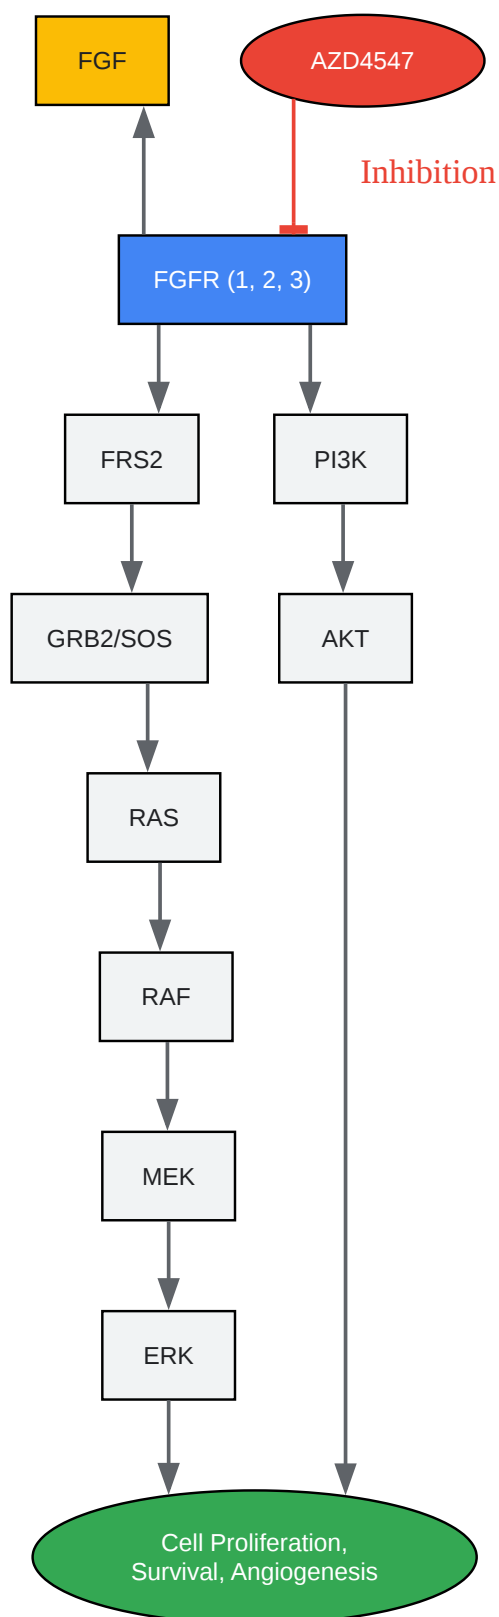 FGF
AZD4547
Inhibition
FGFR (1, 2, 3)
FRS2
PI3K
GRB2/SOS
AKT
RAS
RAF
MEK
ERK
Cell Proliferation,
Survival, Angiogenesis